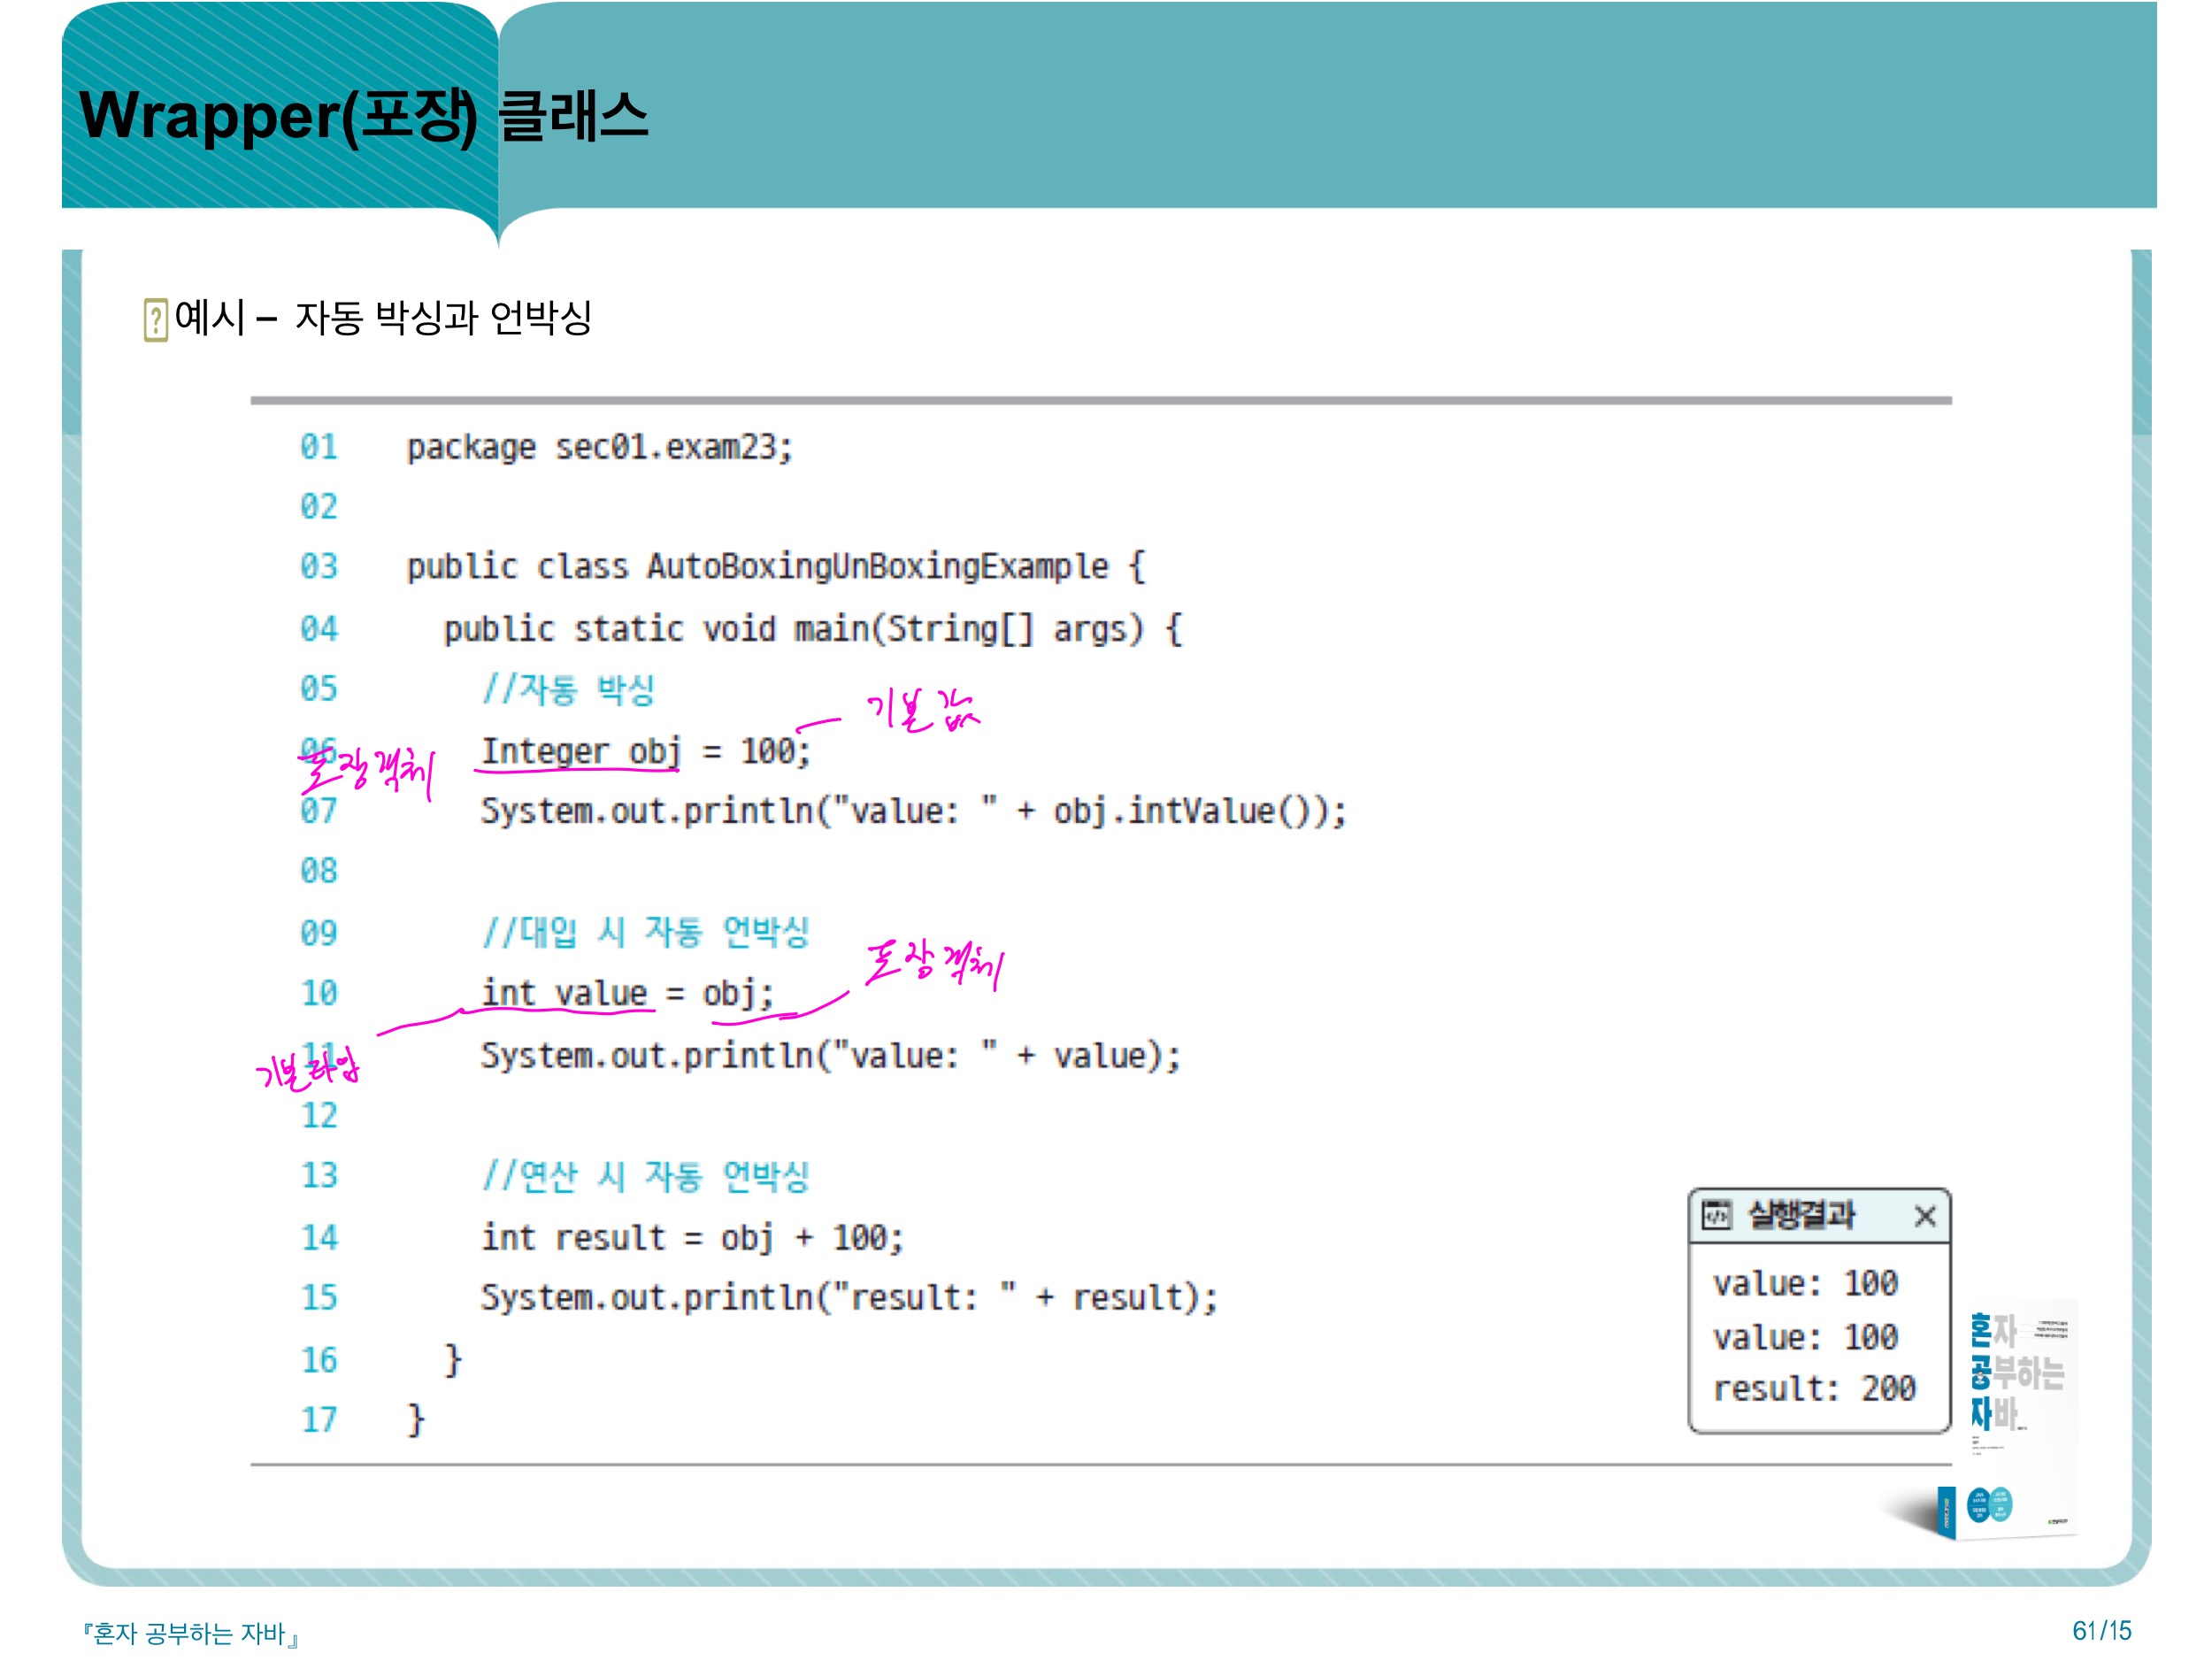 Wrapper(포장) 클래스
예시 – 자동 박싱과 언박싱
01 package sec01.exam23;
02
03 public class AutoBoxingUnBoxingExample {
04 public static void main(String[] args) {
05 //자동 박싱
기본 값
06 Integer obj = 100;
포장객체
07 System.out.println("value: " + obj.intValue());
08
09 //대입 시 자동 언박싱
포장객체
10 int value = obj;
11 System.out.println("value: " + value);
기본타입
12
13 //연산 시 자동 언박싱
14 int result = obj + 100;
15 System.out.println("result: " + result);
16 }
17 }
실행결과
value: 100
value: 100
result: 200
혼자
공부하는
자바
『혼자 공부하는 자바』
61/15